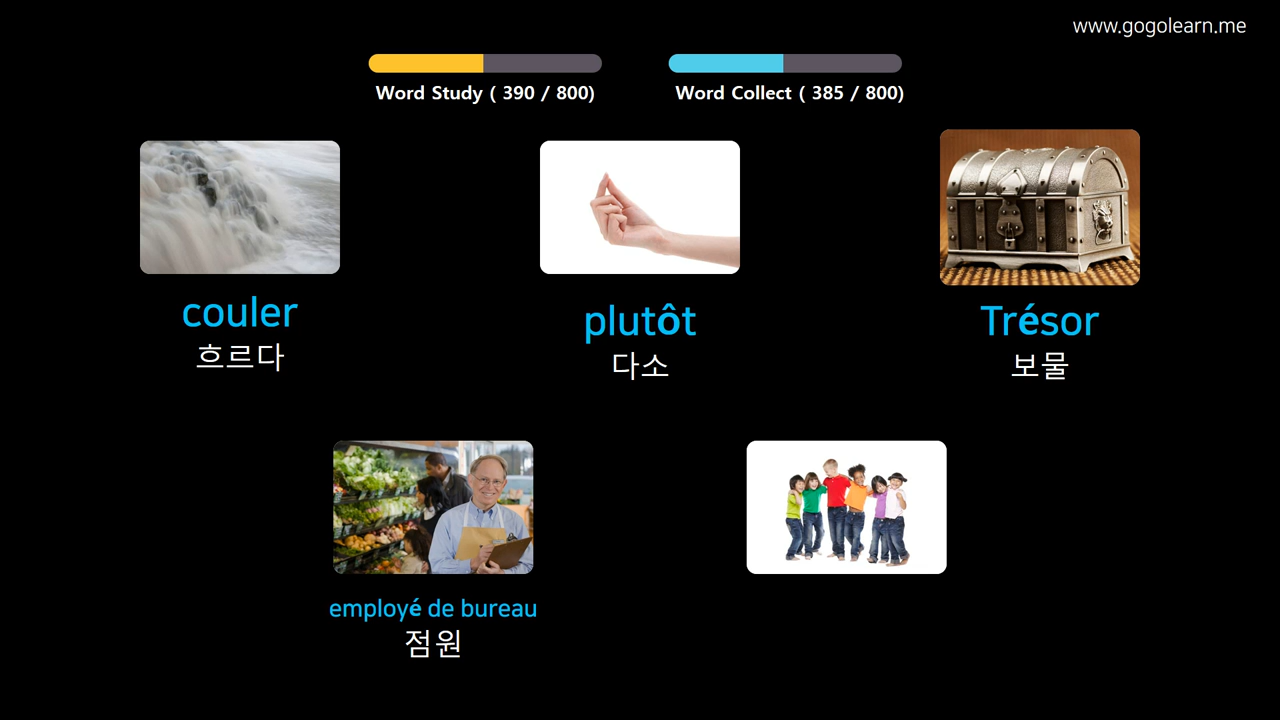 www.gogolearn.me
Word Study ( 390 / 800)
Word Collect ( 385 / 800)
couler
흐르다
plutôt
다소
Trésor
보물
employé de bureau
점원